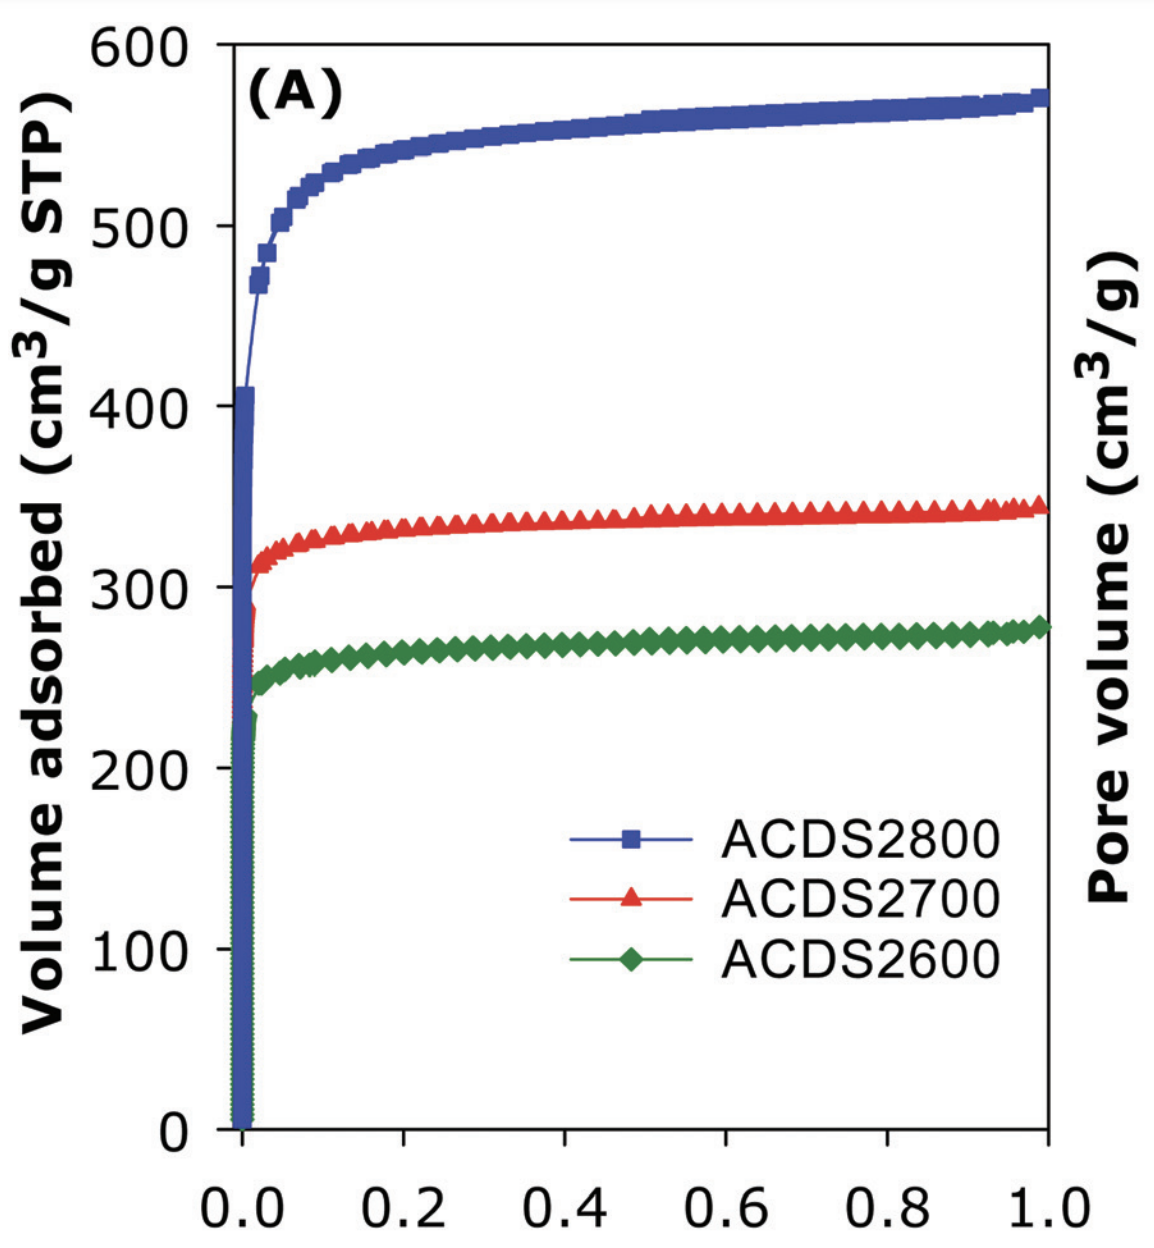 (A)
Volume adsorbed (cm³/g STP)
600
500
400
300
200
100
0
0.0 0.2 0.4 0.6 0.8 1.0
ACDS2800
ACDS2700
ACDS2600
Pore volume (cm³/g)